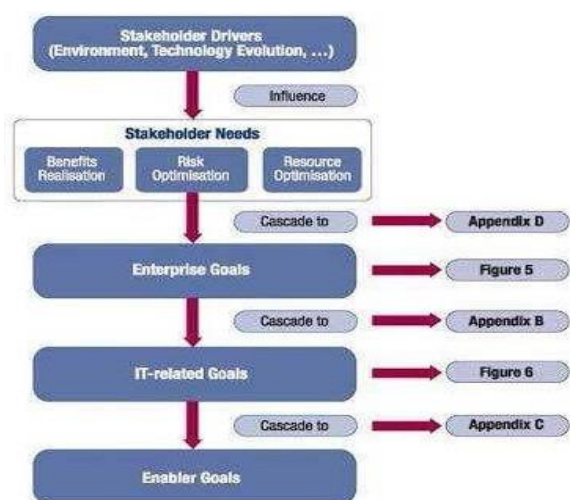 Stakeholder Drivers
(Environment, Technology Evolution, …)
Influence
Stakeholder Needs
Benefits
Realisation
Risk
Optimisation
Resource
Optimisation
Cascade to
Appendix D
Enterprise Goals
Figure 5
Cascade to
Appendix B
IT-related Goals
Figure 6
Cascade to
Appendix C
Enabler Goals